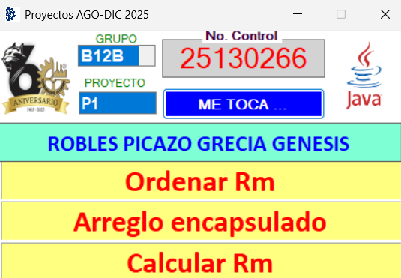 Proyectos AGO-DIC 2025
GRUPO
B12B
No. Control
25130266
PROYECTO
P1
ME TOCA ...
ANIVERSARIO
Java
ROBLES PICAZO GRECIA GENESIS
Ordenar Rm
Arreglo encapsulado
Calcular Rm